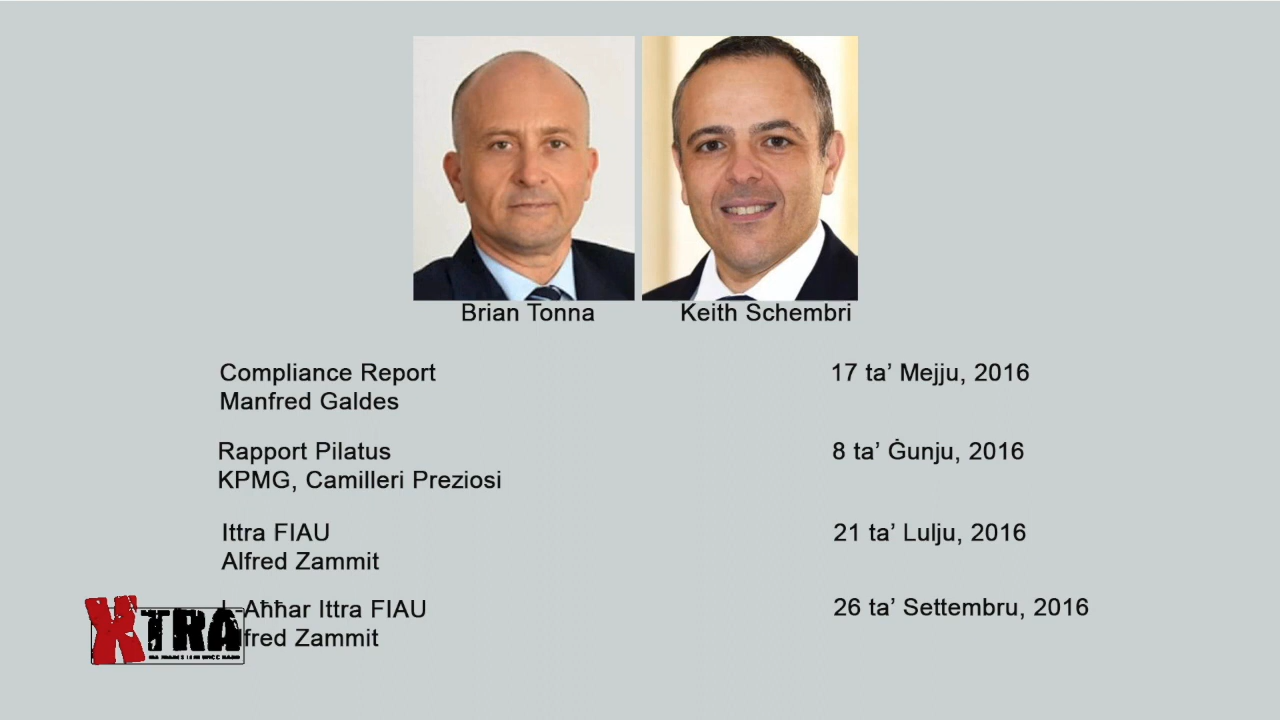 Brian Tonna
Keith Schembri
Compliance Report
17 ta’ Mejju, 2016
Manfred Galdes
Rapport Pilatus
8 ta’ Ġunju, 2016
KPMG, Camilleri Preziosi
Ittra FIAU
21 ta’ Lulju, 2016
Alfred Zammit
L-Aħħar Ittra FIAU
26 ta’ Settembru, 2016
Alfred Zammit
XTRA